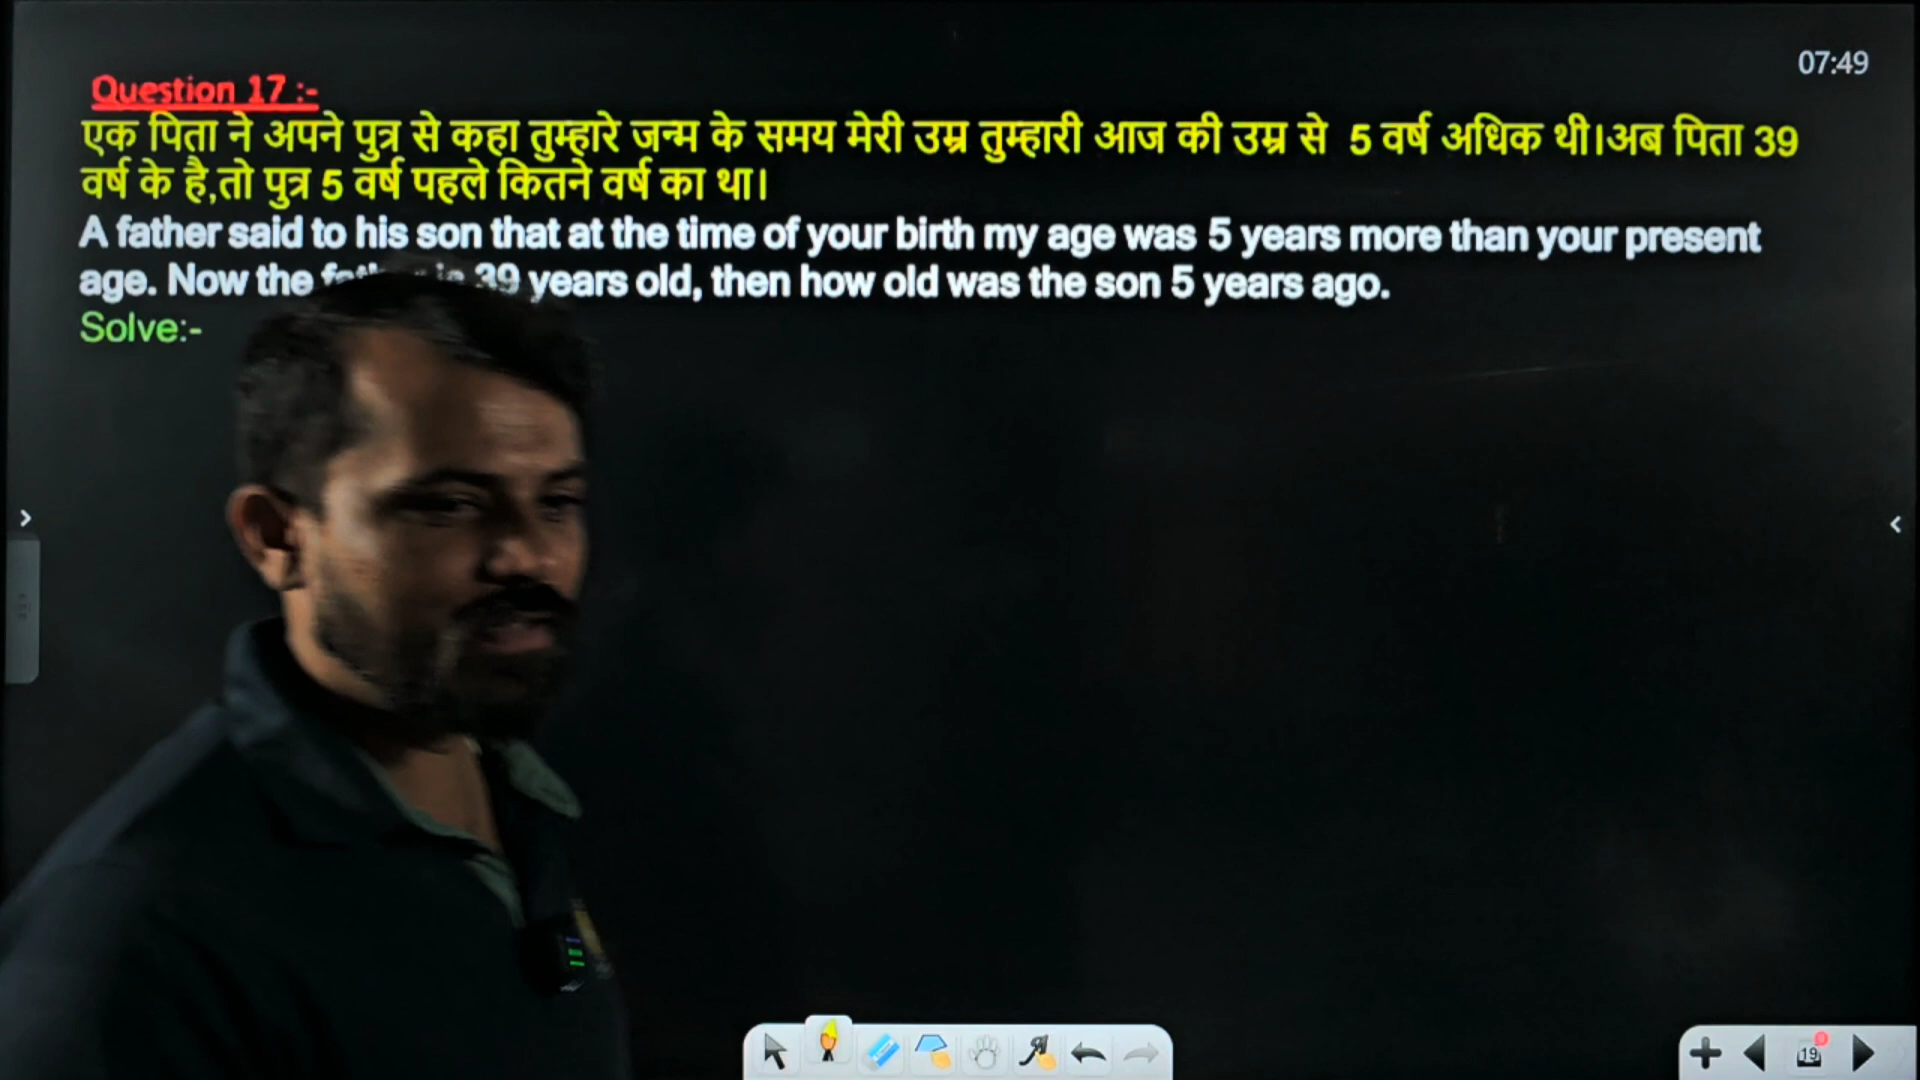 07:49
Question 17 :-
एक पिता ने अपने पुत्र से कहा तुम्हारे जन्म के समय मेरी उम्र तुम्हारी आज की उम्र से 5 वर्ष अधिक थी।अब पिता 39
वर्ष के है,तो पुत्र 5 वर्ष पहले कितने वर्ष का था।
A father said to his son that at the time of your birth my age was 5 years more than your present
age. Now the 39 years old, then how old was the son 5 years ago.
Solve:-
19